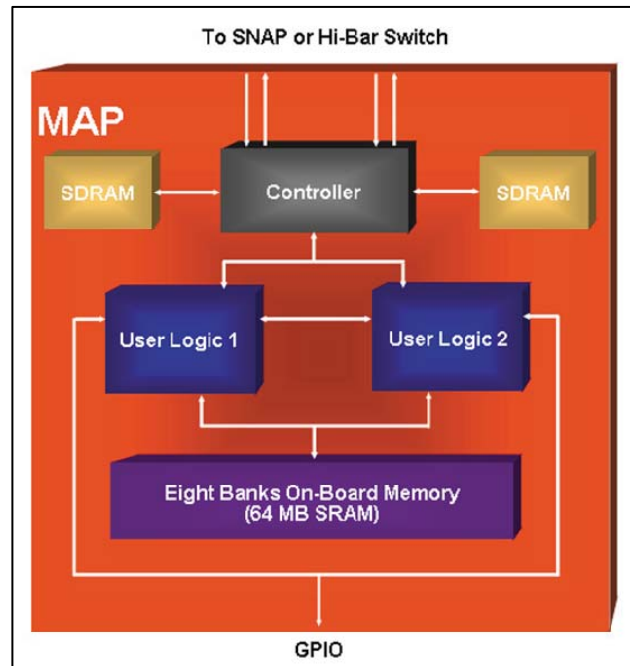 To SNAP or Hi-Bar Switch
MAP
SDRAM
Controller
SDRAM
User Logic 1
User Logic 2
Eight Banks On-Board Memory
(64 MB SRAM)
GPIO